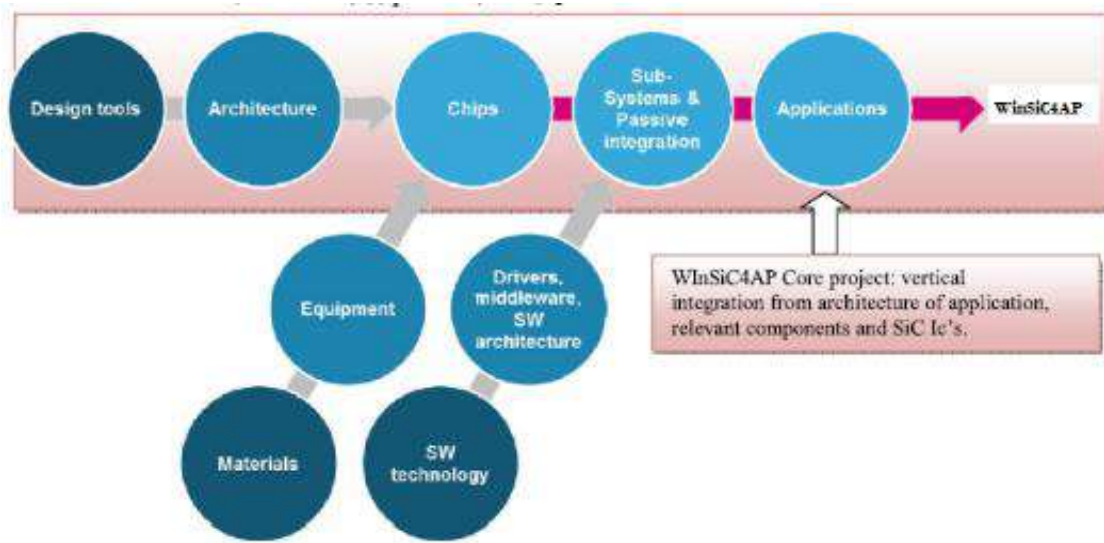 Design tools
Architecture
Chips
Sub-
Systems &
Passive
integration
Applications
WinSiC4AP
Equipment
Drivers,
middleware,
SW
architecture
WInSiC4AP Core project: vertical
integration from architecture of application,
relevant components and SiC Ic's.
Materials
SW
technology